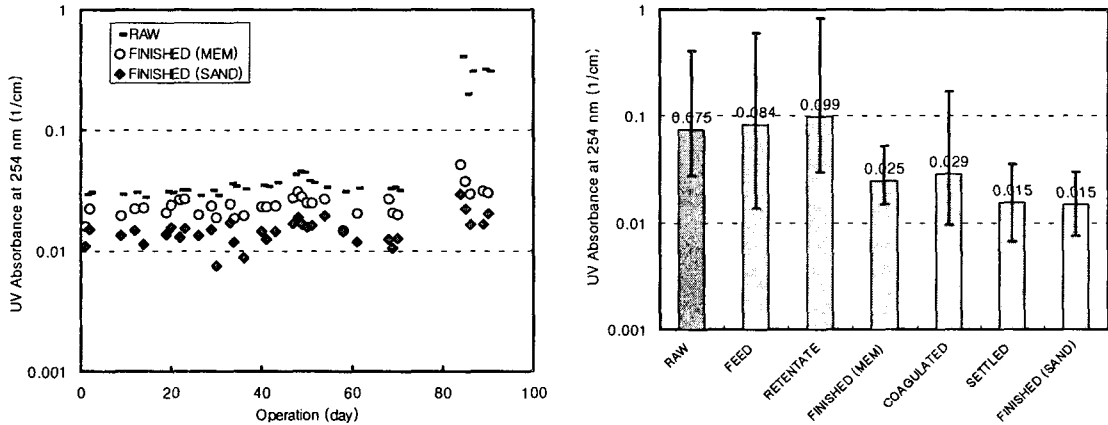 1
0.1
0.01
0.001
UV Absorbance at 254 nm (1/cm)
RAW
FINISHED (MEM)
FINISHED (SAND)
0
20
40
60
80
100
Operation (day)
1
0.1
0.01
0.001
UV Absorbance at 254 nm (1/cm)
0.075
0.084
0.099
0.025
0.029
0.015
0.015
RAW
FEED
RETENTATE
FINISHED (MEM)
COAGULATED
SETTLED
FINISHED (SAND)